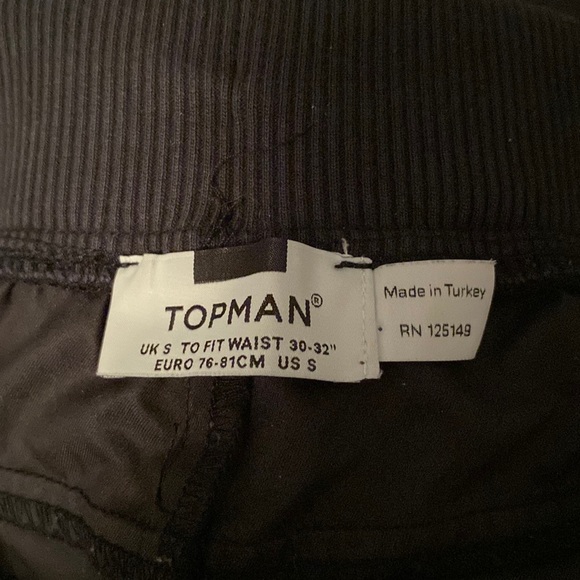 TOPMAN®
UK S TO FIT WAIST 30-32"
EURO 76-81CM US S
Made in Turkey
RN 125149